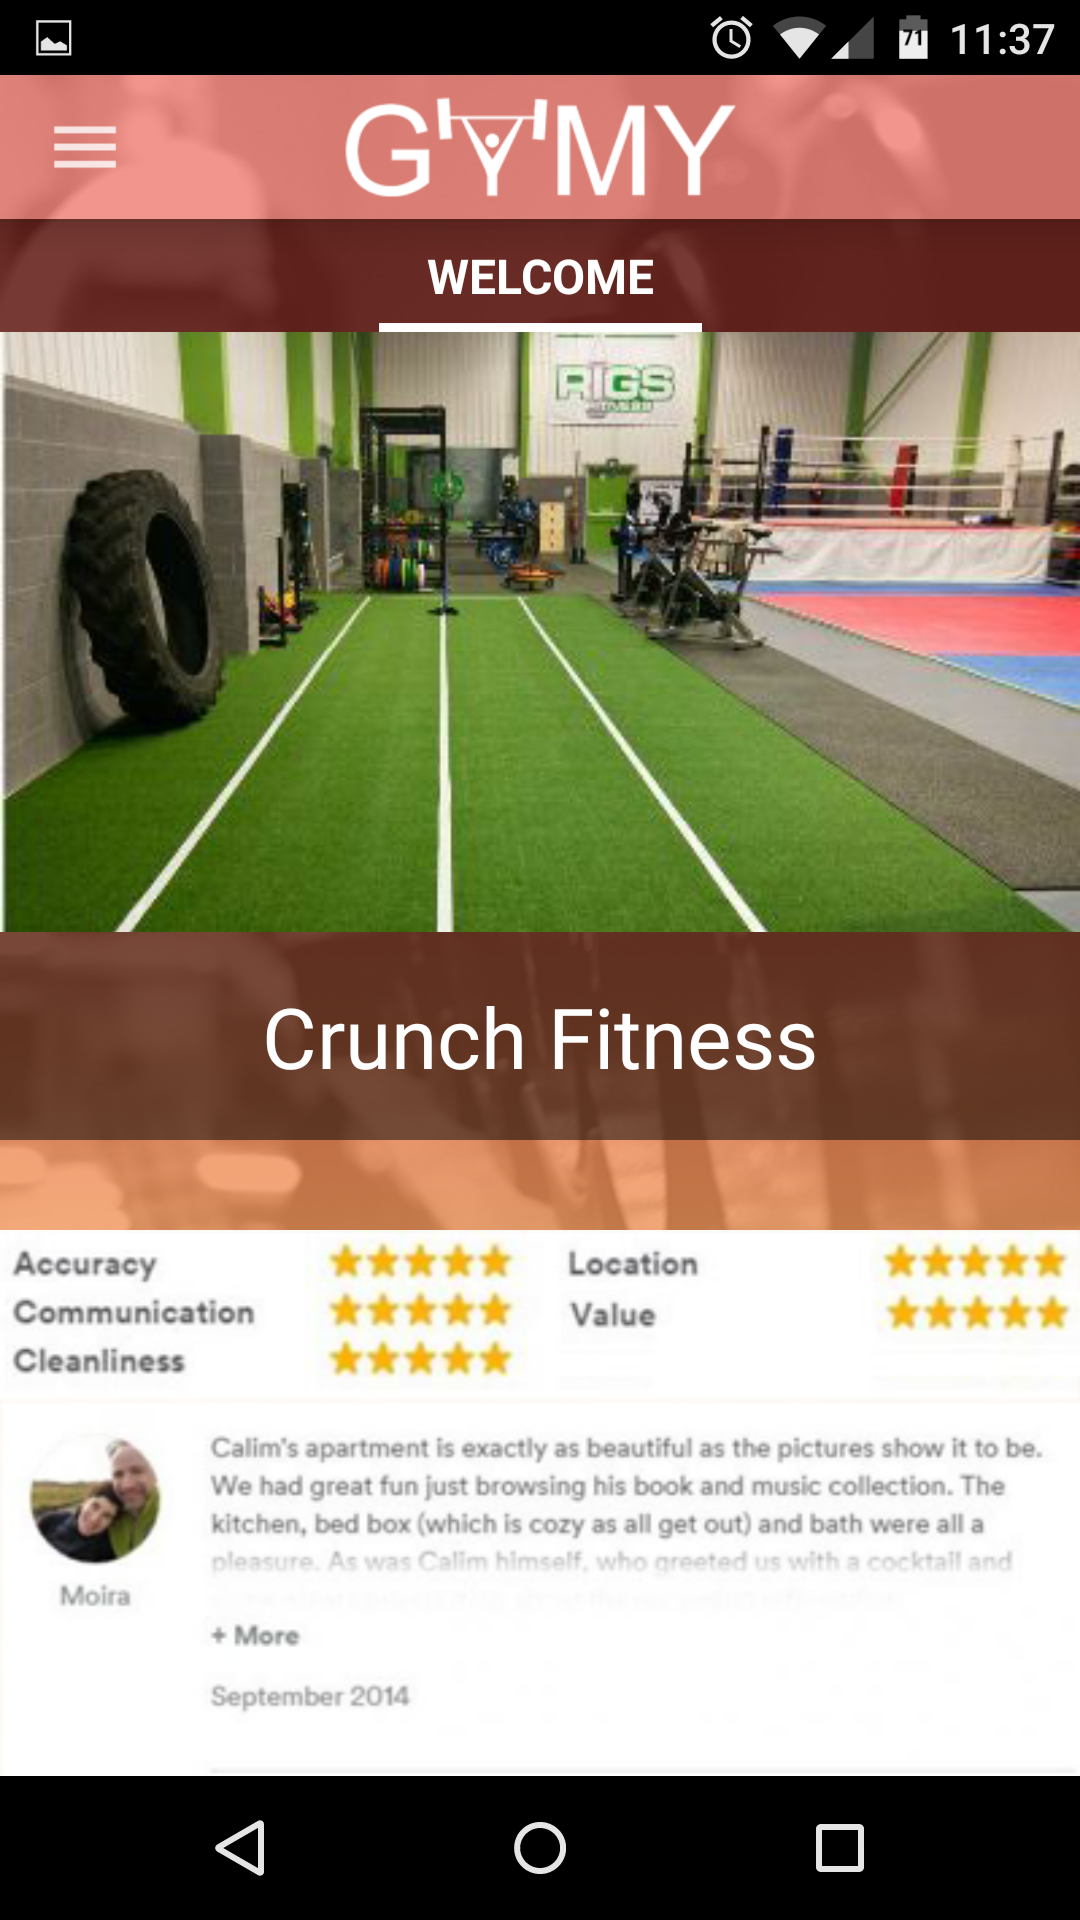 71 11:37
GYMY
WELCOME
RIGS
FITNESS
Crunch Fitness
Accuracy
Location
Communication
Value
Cleanliness
Calim's apartment is exactly as beautiful as the pictures show it to be.
We had great fun just browsing his book and music collection. The
kitchen, bed box (which is cozy as all get out) and bath were all a
pleasure. As was Calim himself, who greeted us with a cocktail and
Moira
+ More
September 2014